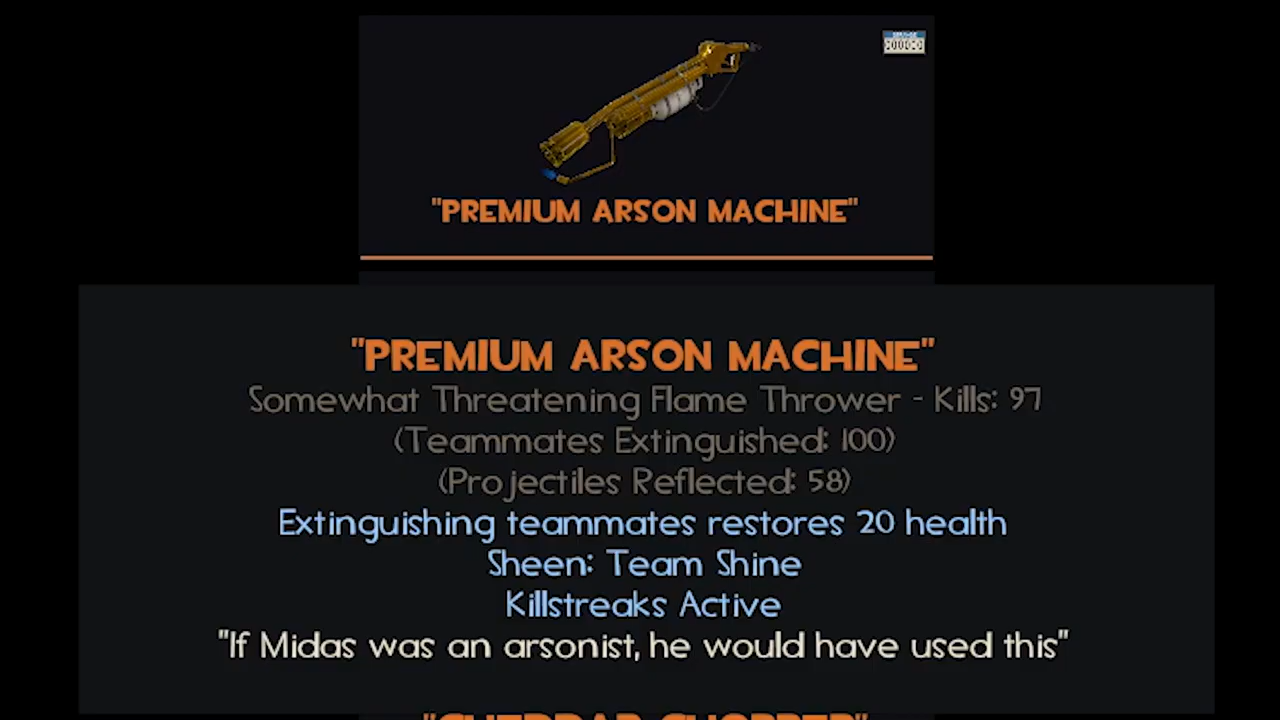 "PREMIUM ARSON MACHINE"
"PREMIUM ARSON MACHINE"
Somewhat Threatening Flame Thrower - Kills: 97
(Teammates Extinguished: 100)
(Projectiles Reflected: 58)
Extinguishing teammates restores 20 health
Sheen: Team Shine
Killstreaks Active
"If Midas was an arsonist, he would have used this"